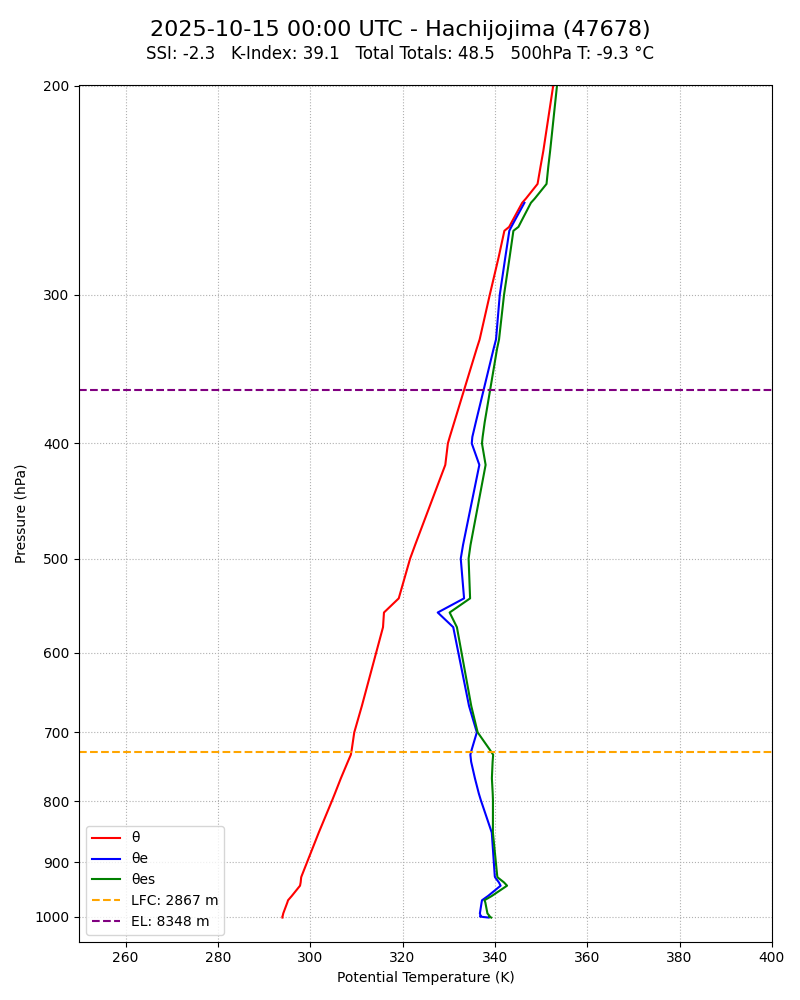 2025-10-15 00:00 UTC - Hachijojima (47678)
SSI: -2.3 K-Index: 39.1 Total Totals: 48.5 500hPa T: -9.3 °C
200
300
400
500
600
700
800
900
1000
Pressure (hPa)
θ
θe
θes
LFC: 2867 m
EL: 8348 m
260 280 300 320 340 360 380 400
Potential Temperature (K)